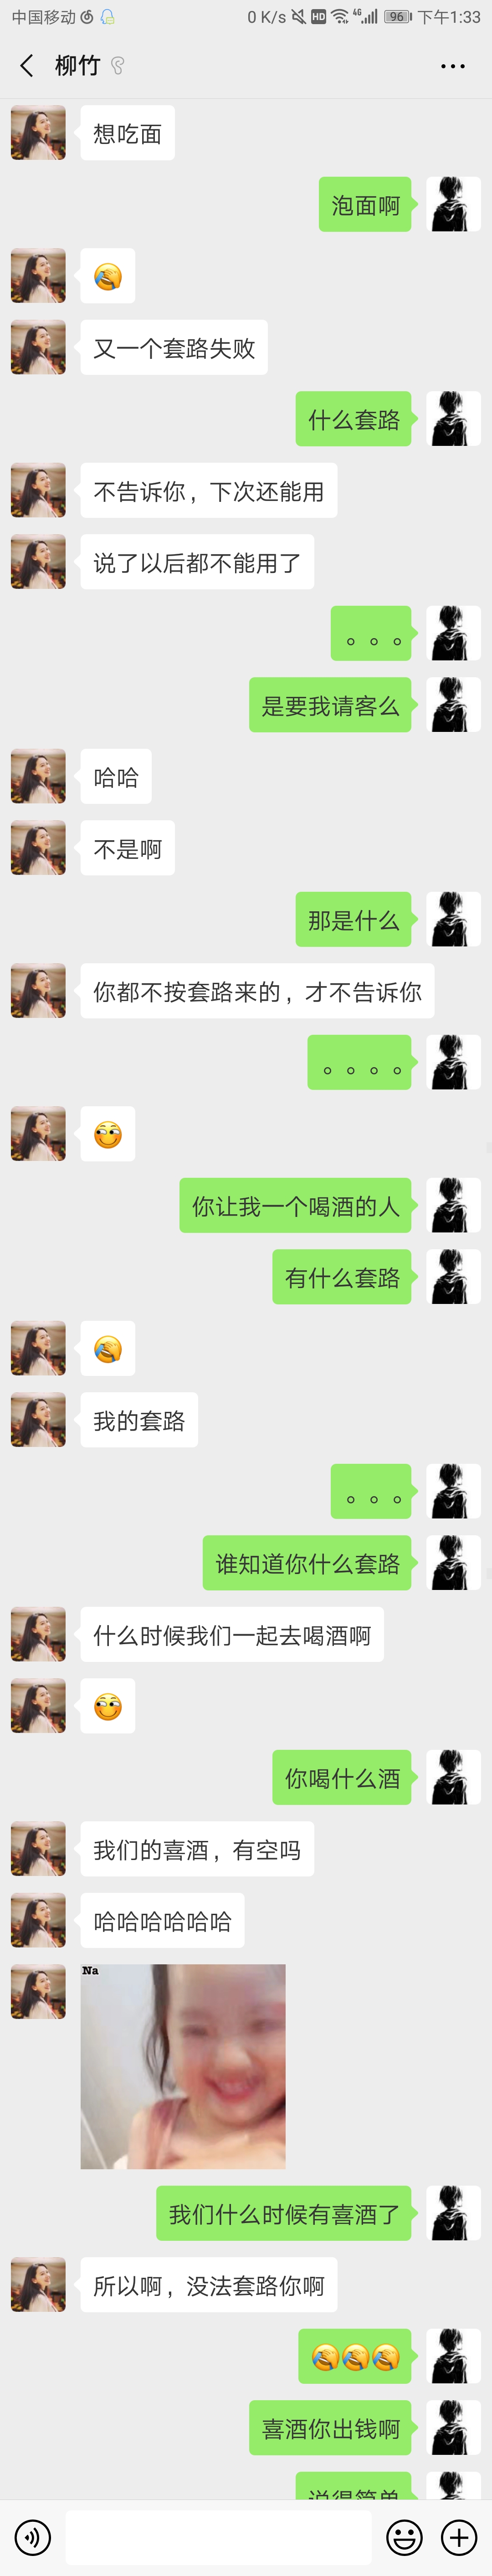 中国移动
0 K/s
HD
4G
96
下午1:33
柳竹
想吃面
泡面啊
又一个套路失败
什么套路
不告诉你，下次还能用
说了以后都不能用了
。。。
是要我请客么
哈哈
不是啊
那是什么
你都不按套路来的，才不告诉你
。。。。
你让我一个喝酒的人
有什么套路
我的套路
。。。
谁知道你什么套路
什么时候我们一起去喝酒啊
你喝什么酒
我们的喜酒，有空吗
哈哈哈哈哈哈
Na
我们什么时候有喜酒了
所以啊，没法套路你啊
喜酒你出钱啊
说得简单